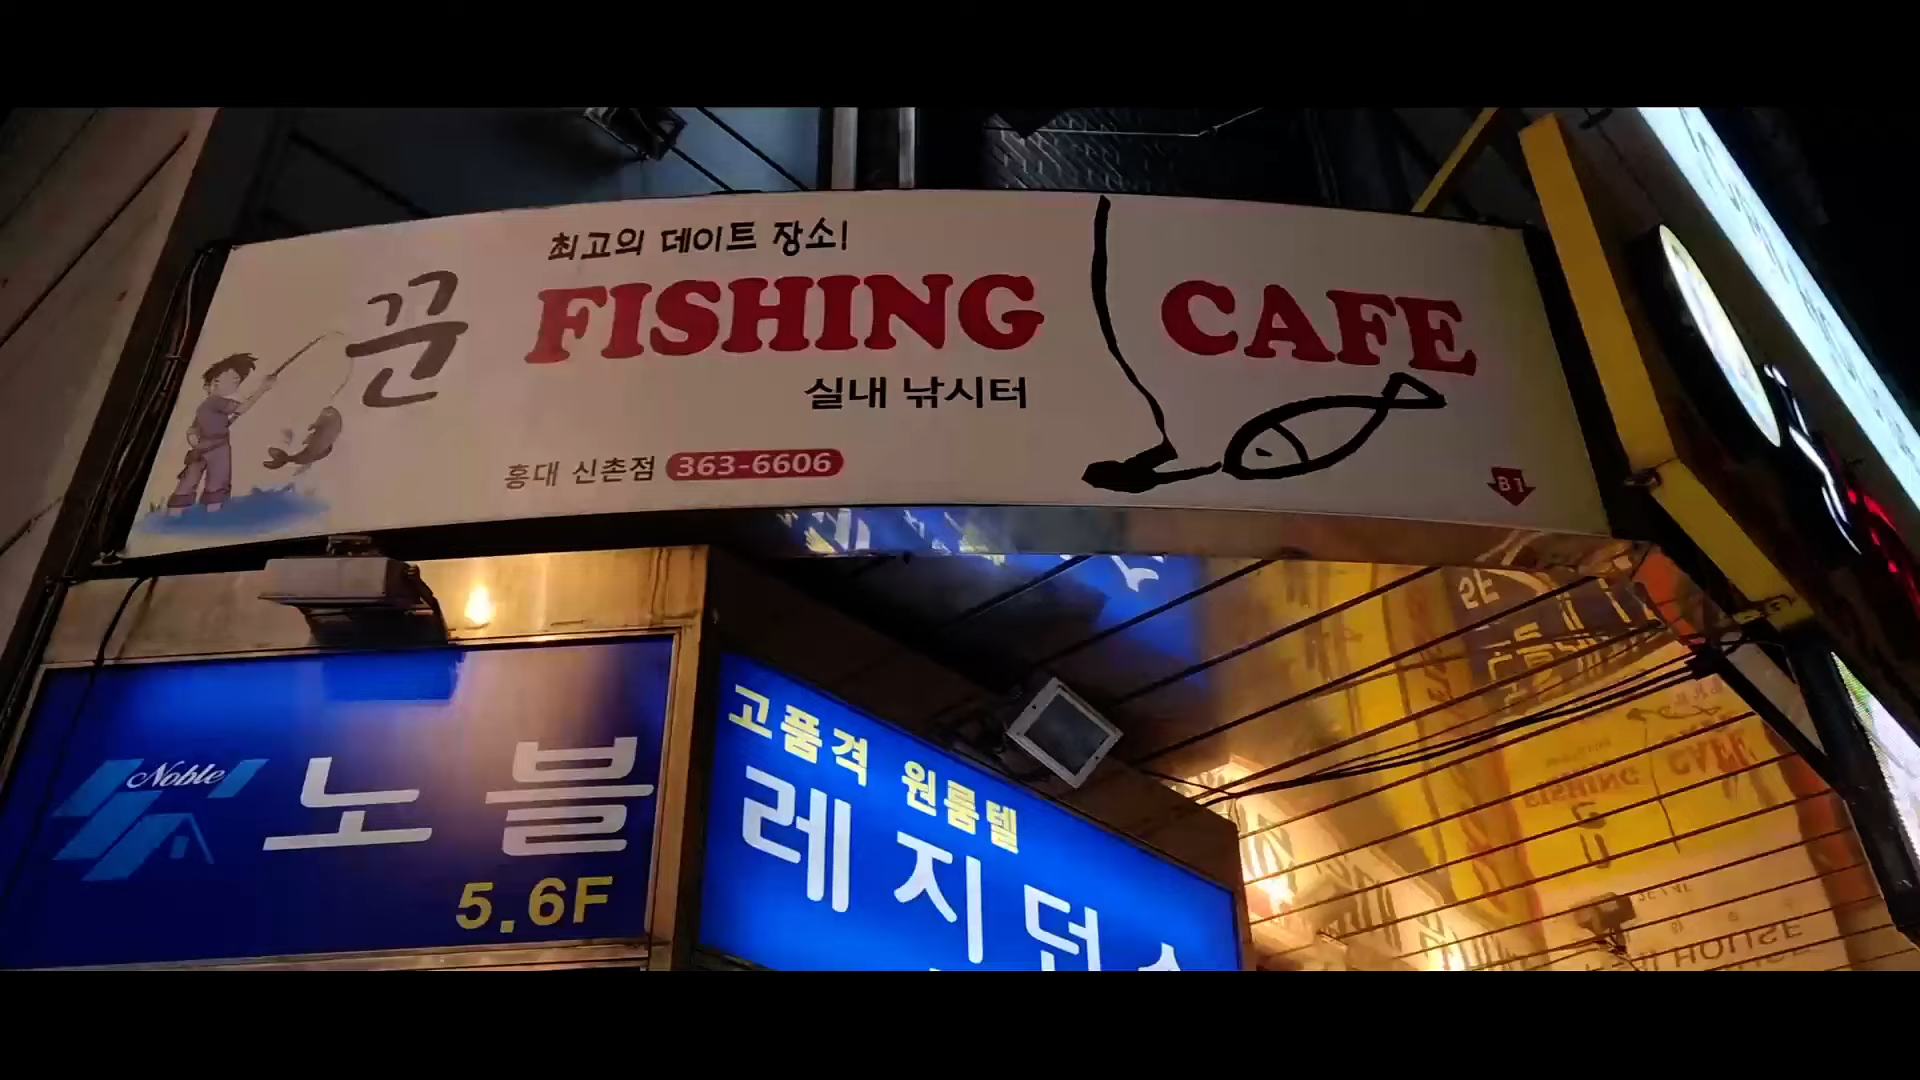 최고의 데이트 장소!
꾼 FISHING CAFE
실내 낚시터
홍대 신촌점 363-6606
B1
Noble
노블
5.6F
고품격 원룸텔
레지던스